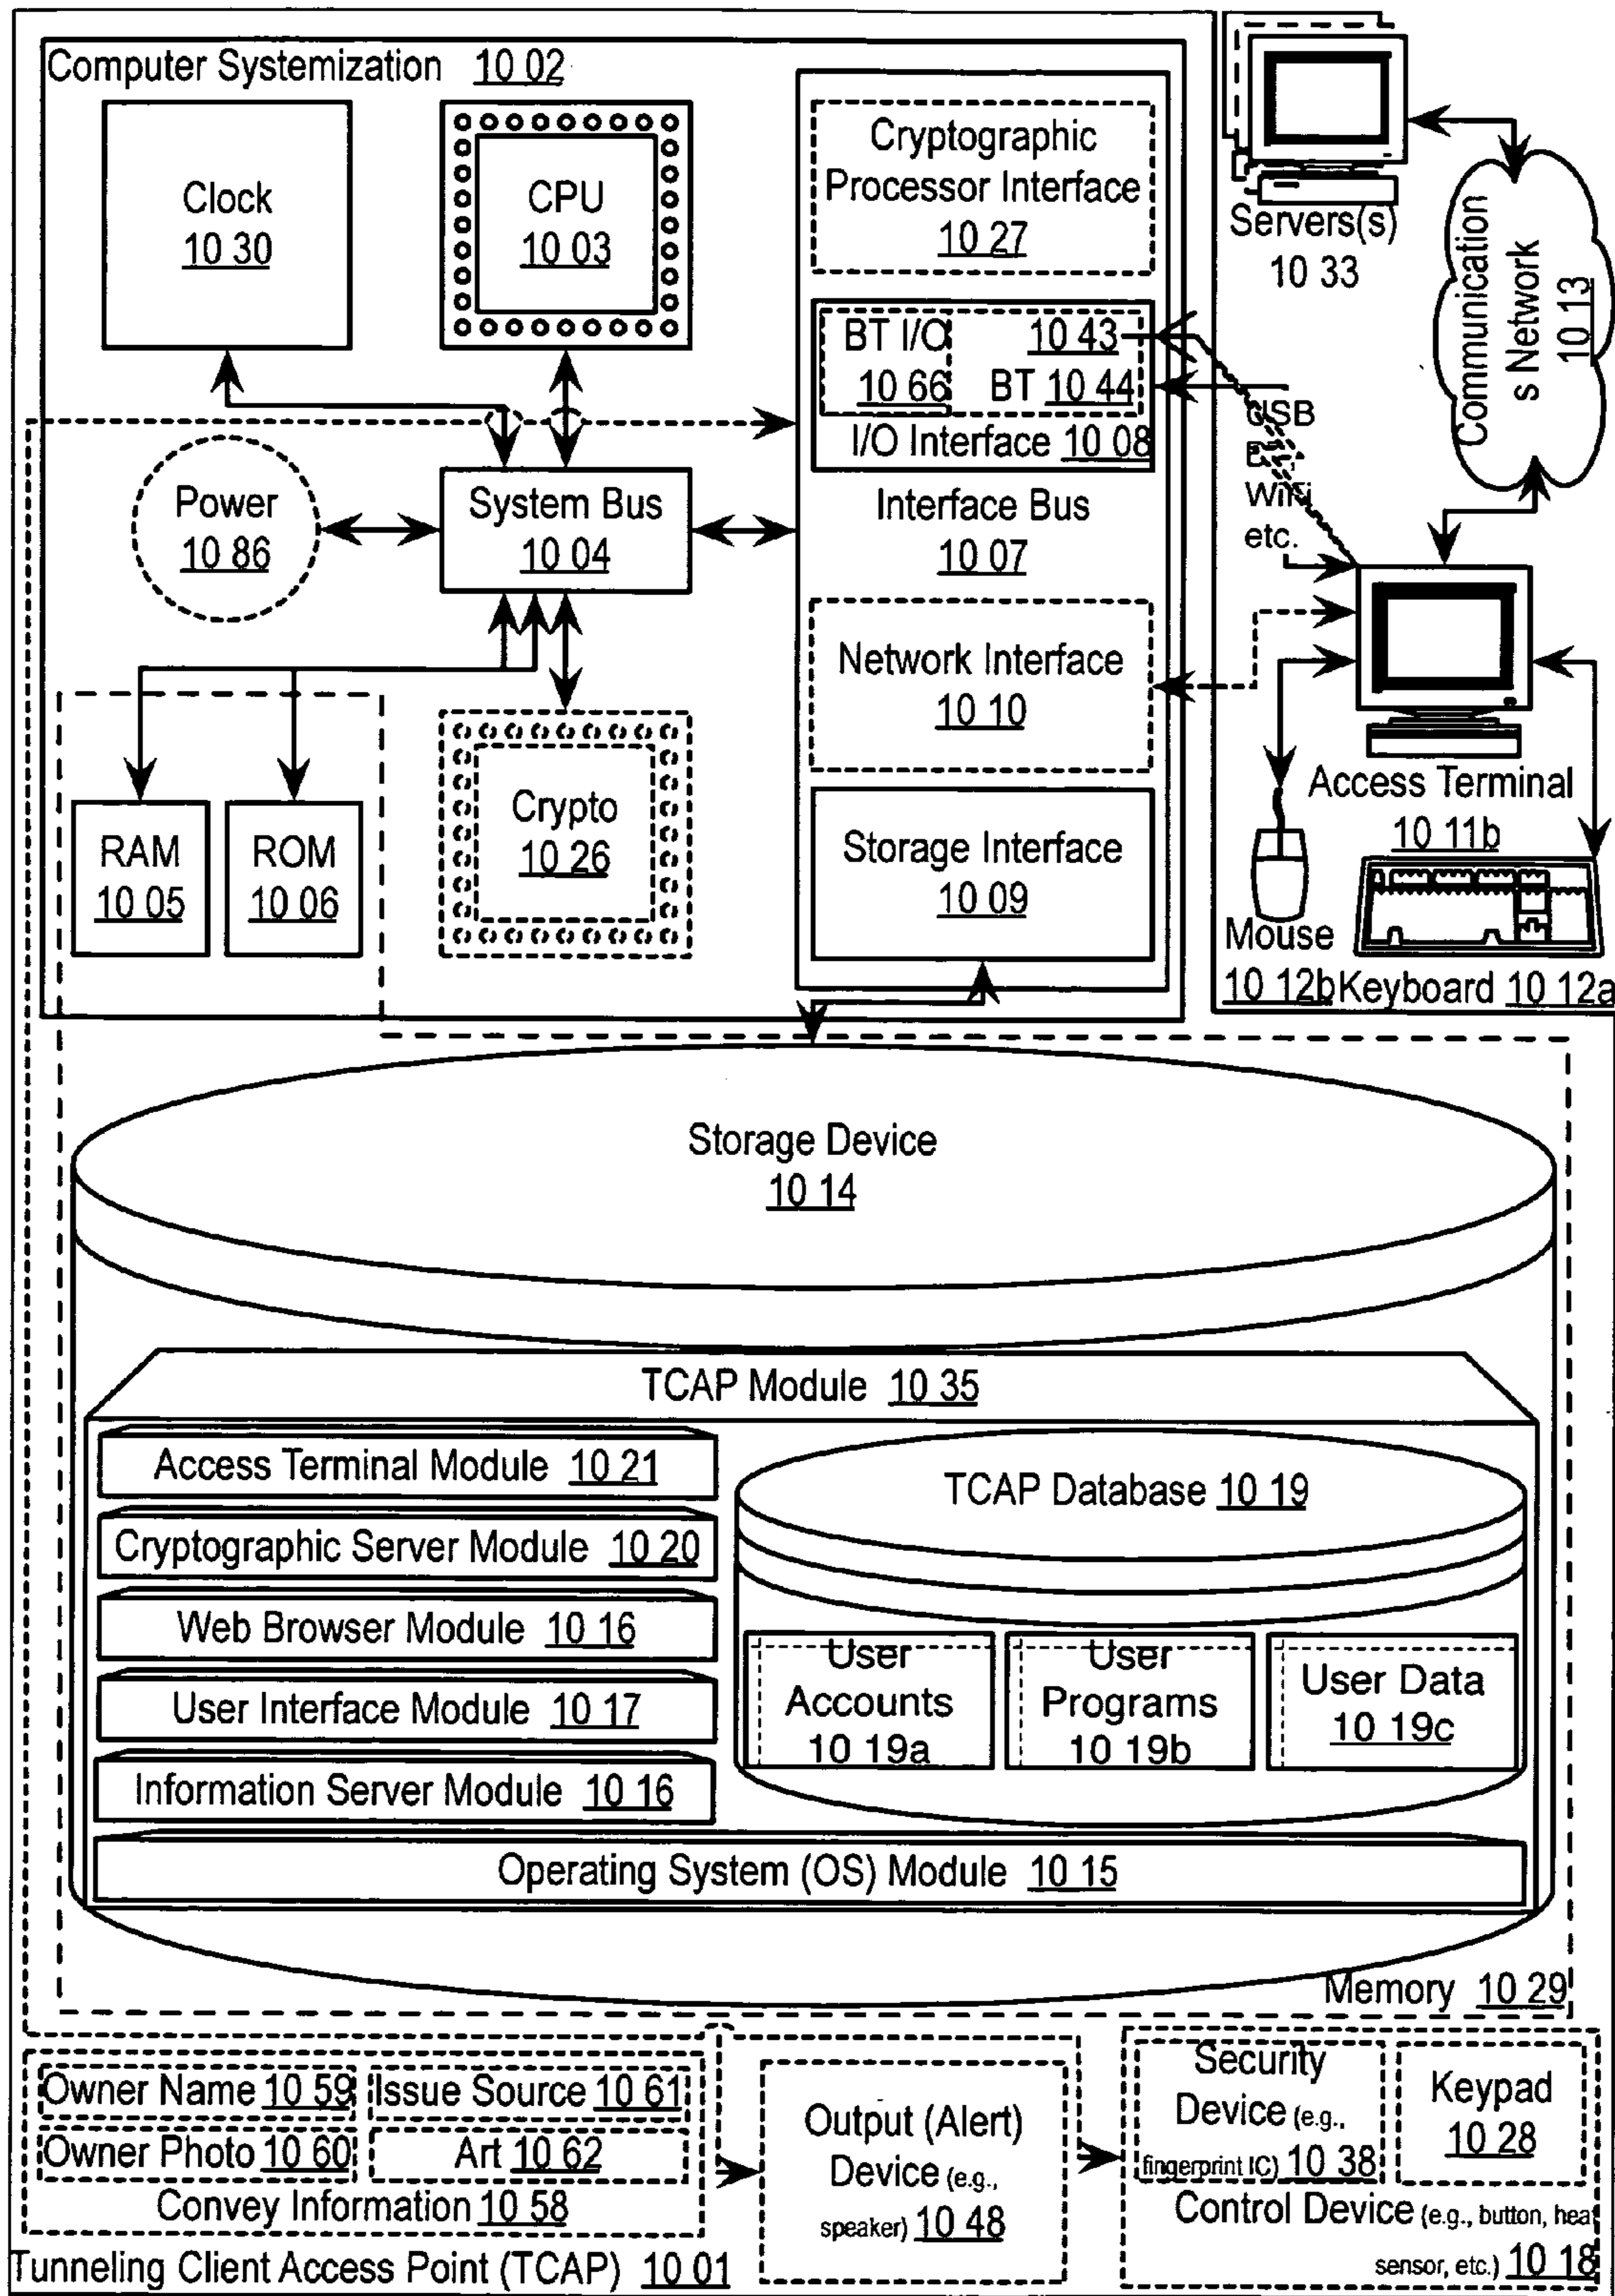 Computer Systemization 10 02
Clock
10 30
CPU
10 03
Cryptographic
Processor Interface
10 27
BT I/O
10 66
10 43
BT 10 44
I/O Interface 10 08
Interface Bus
10 07
Power
10 86
System Bus
10 04
Network Interface
10 10
RAM
10 05
ROM
10 06
Crypto
10 26
Storage Interface
10 09
Servers(s)
10 33
Communication
s Network
10 13
USB
WiFi
etc.
Access Terminal
10 11b
Mouse
10 12b
Keyboard 10 12a
Storage Device
10 14
TCAP Module 10 35
Access Terminal Module 10 21
Cryptographic Server Module 10 20
Web Browser Module 10 16
User Interface Module 10 17
Information Server Module 10 16
TCAP Database 10 19
User
Accounts
10 19a
User
Programs
10 19b
User Data
10 19c
Operating System (OS) Module 10 15
Memory 10 29
Owner Name 10 59
Issue Source 10 61
Owner Photo 10 60
Art 10 62
Convey Information 10 58
Output (Alert)
Device (e.g.,
speaker) 10 48
Security
Device (e.g.,
fingerprint IC) 10 38
Keypad
10 28
Control Device (e.g., button, heat
sensor, etc.) 10 18
Tunneling Client Access Point (TCAP) 10 01